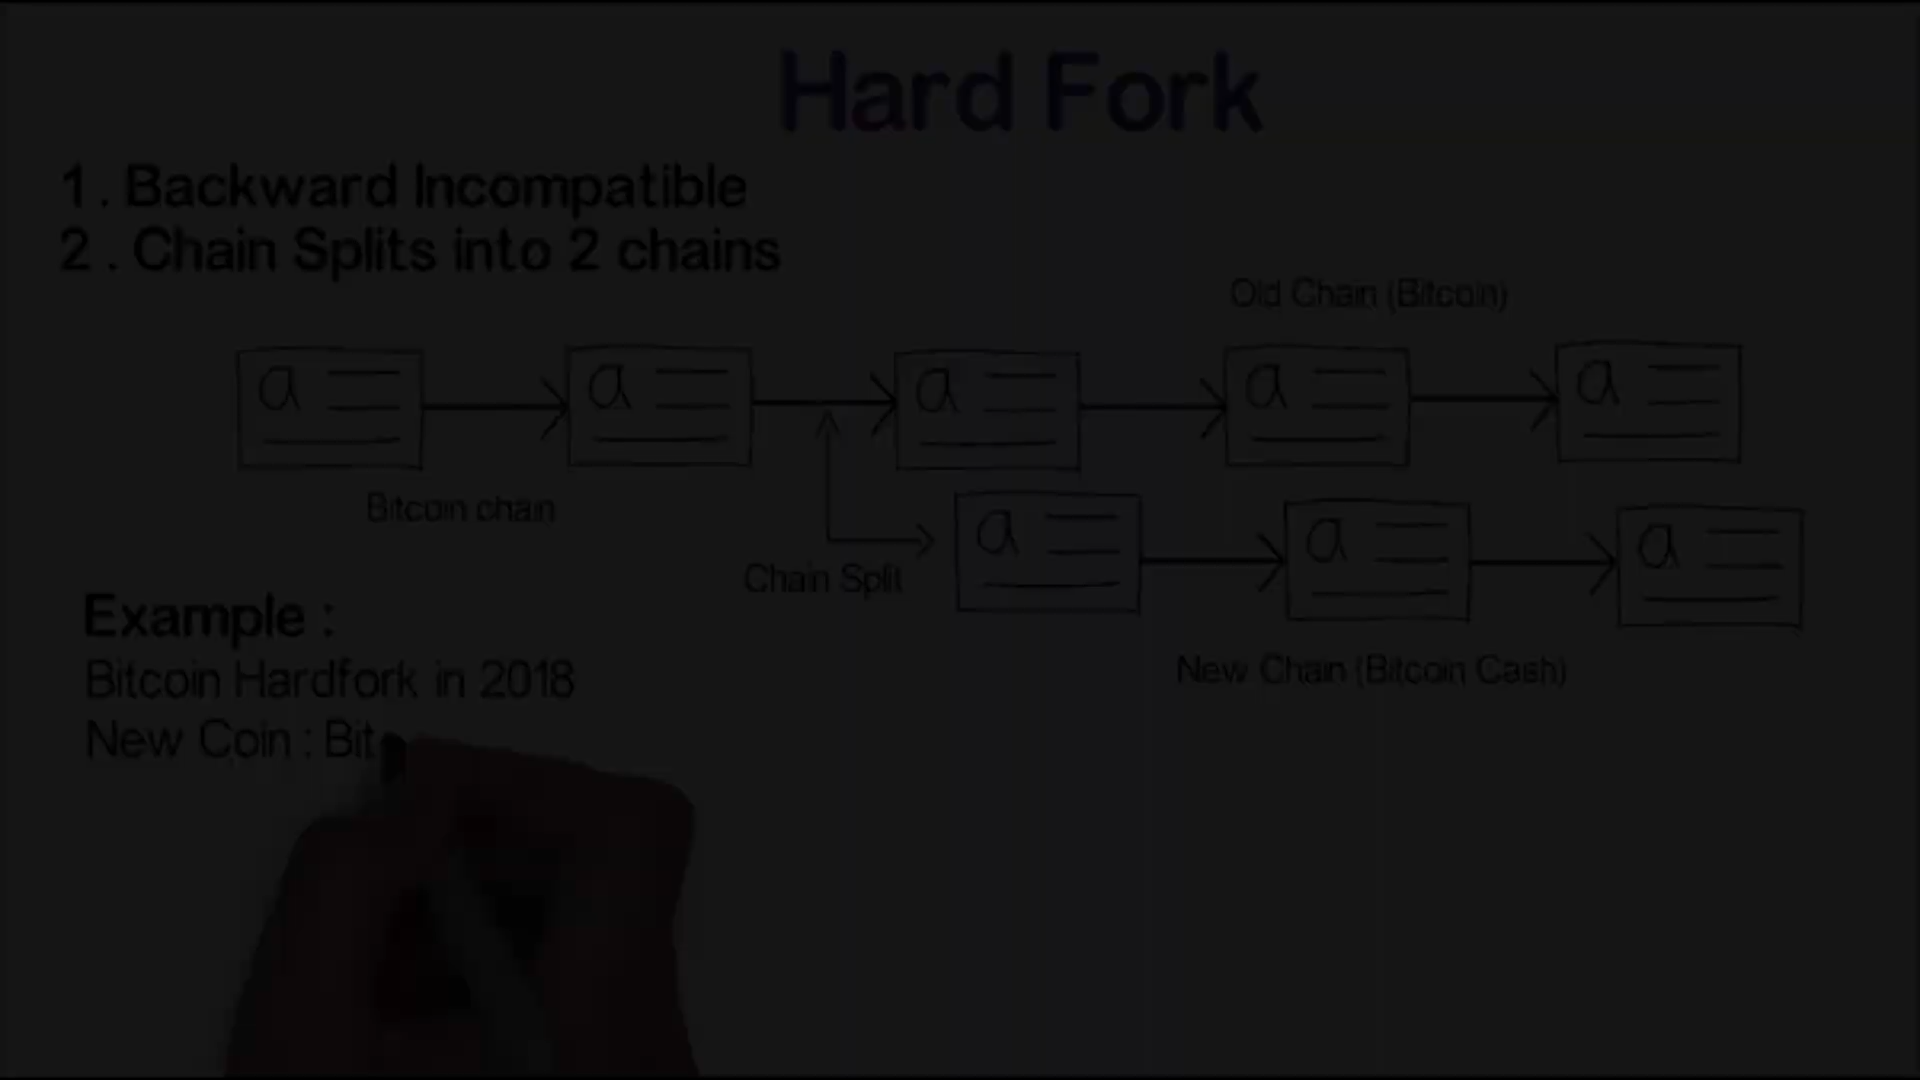 Hard Fork
1. Backward Incompatible
2. Chain Splits into 2 chains
Old Chain (Bitcoin)
a
a
a
a
a
Bitcoin chain
a
a
a
Chain Split
New Chain (Bitcoin Cash)
Example :
Bitcoin Hardfork in 2018
New Coin : Bit